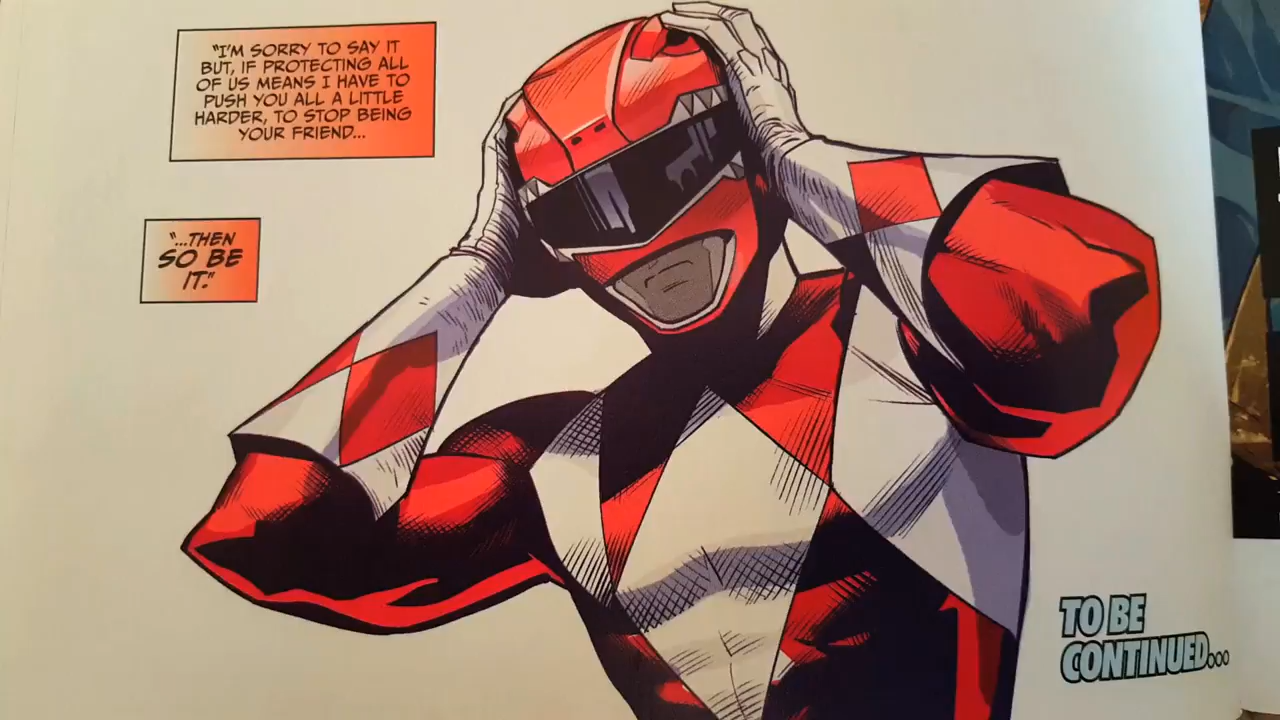 "I'M SORRY TO SAY IT
BUT, IF PROTECTING ALL
OF US MEANS I HAVE TO
PUSH YOU ALL A LITTLE
HARDER, TO STOP BEING
YOUR FRIEND...
"...THEN
SO BE
IT."
TO BE
CONTINUED...